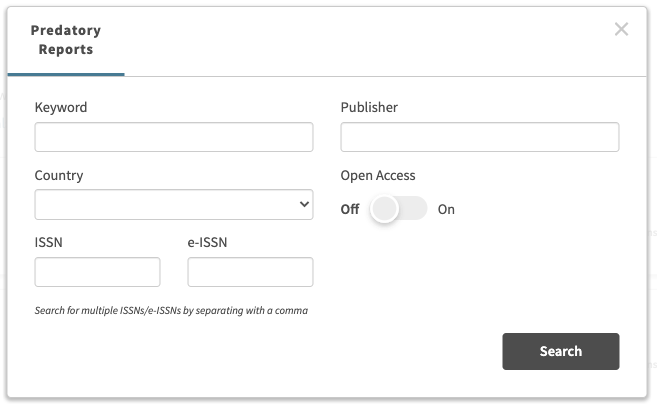 Predatory
Reports
Keyword
Publisher
Country
Open Access
Off
On
ISSN
e-ISSN
Search for multiple ISSNs/e-ISSNs by separating with a comma
Search